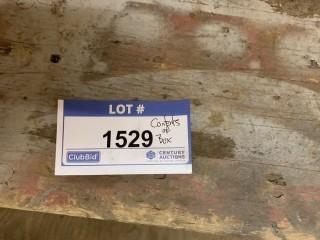 LOT #
1529
Contents
of
Box
ClubBid
CENTURY
AUCTIONS